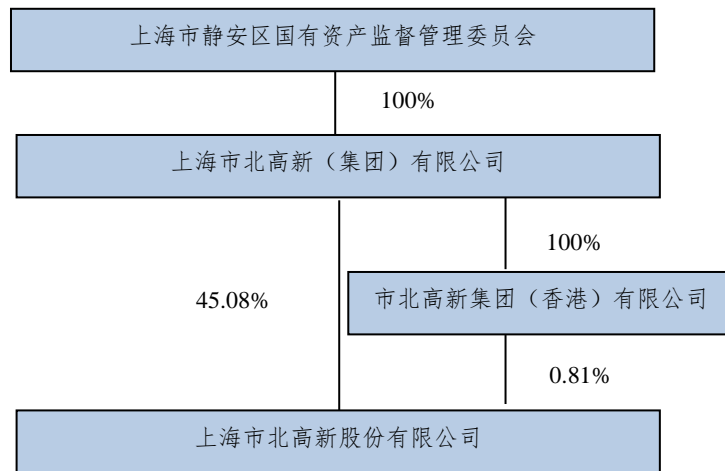 上海市静安区国有资产监督管理委员会
100%
上海市北高新（集团）有限公司
100%
45.08%
市北高新集团（香港）有限公司
0.81%
上海市北高新股份有限公司